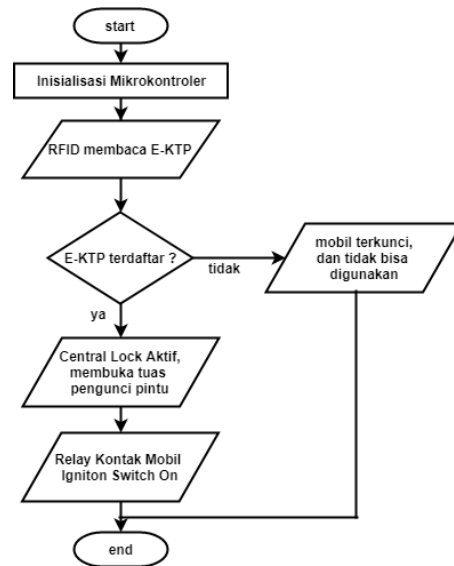 start
Inisialisasi Mikrokontroler
RFID membaca E-KTP
E-KTP terdaftar ?
tidak
mobil terkunci,
dan tidak bisa
digunakan
ya
Central Lock Aktif,
membuka tuas
pengunci pintu
Relay Kontak Mobil
Igniton Switch On
end